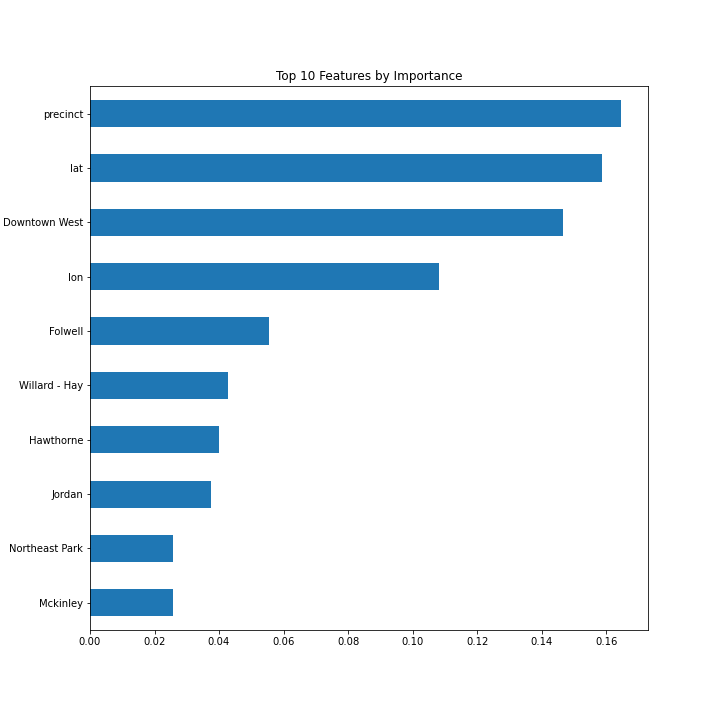 Top 10 Features by Importance
precinct
lat
Downtown West
lon
Folwell
Willard - Hay
Hawthorne
Jordan
Northeast Park
Mckinley
0.00 0.02 0.04 0.06 0.08 0.10 0.12 0.14 0.16